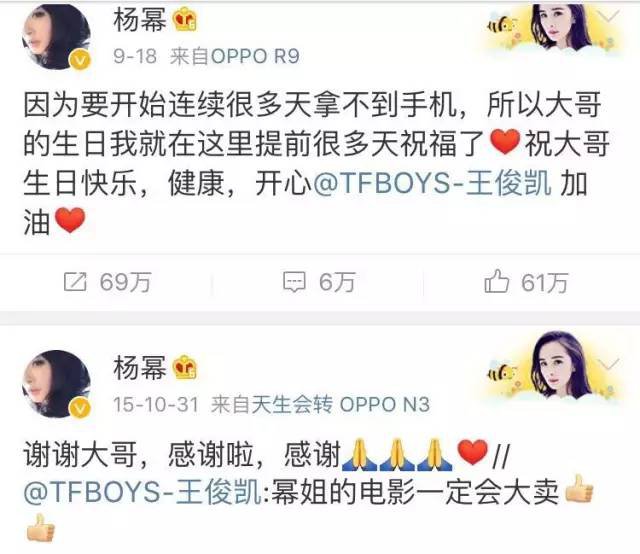 杨幂
9-18 来自OPPO R9
因为要开始连续很多天拿不到手机，所以大哥
的生日我就在这里提前很多天祝福了❤️祝大哥
生日快乐，健康，开心@TFBOYS-王俊凯 加
油❤️
69万 6万 61万
杨幂
15-10-31 来自天生会转 OPPO N3
谢谢大哥，感谢啦，感谢🙏🙏🙏❤️//
@TFBOYS-王俊凯:幂姐的电影一定会大卖👍
👍